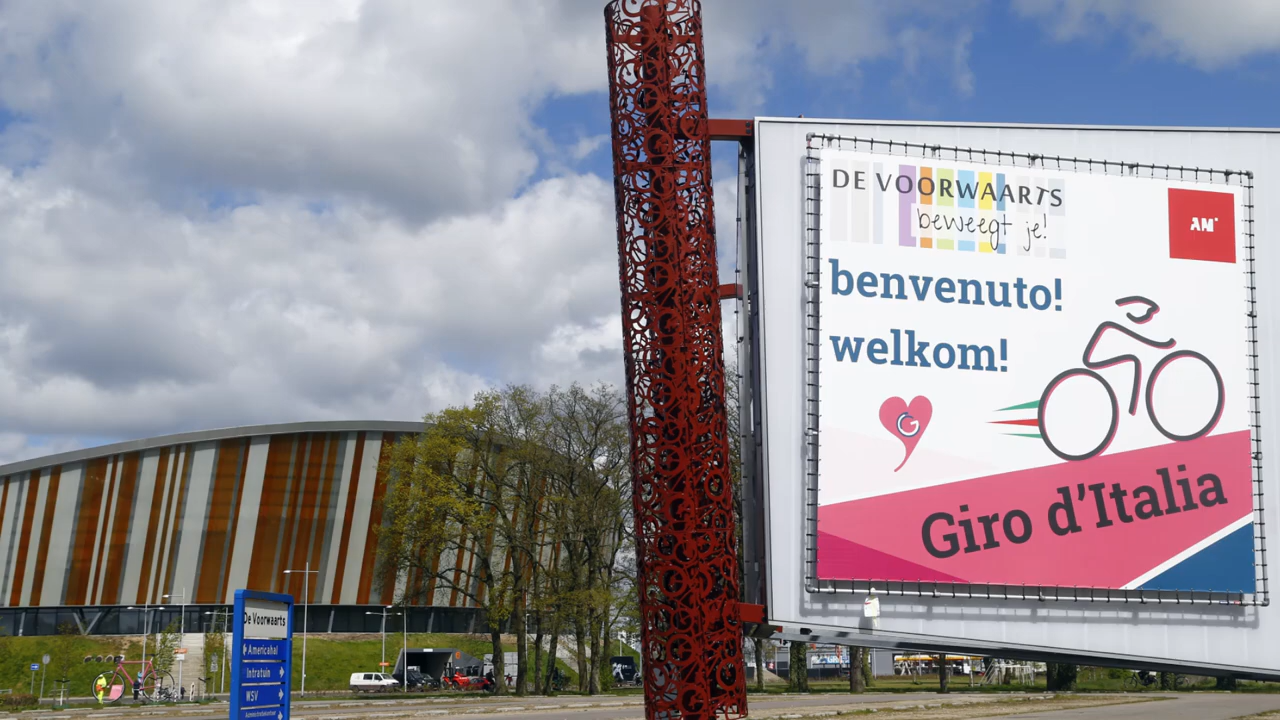 DE VOORWAARTS
beweegt je!
AM
benvenuto!
welkom!
G
Giro d'Italia
De Voorwaarts
Americahal
Intratuin
WSV